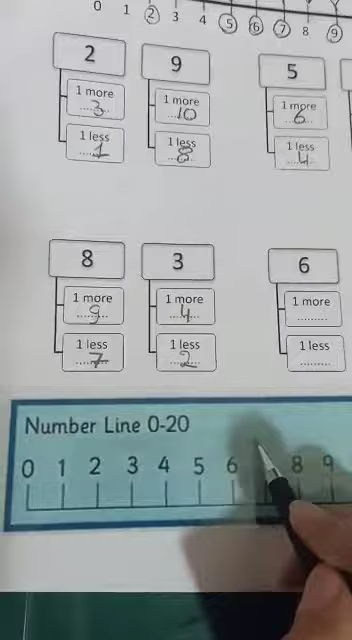 0 1 2 3 4 5 6 7 8 9
2 9 5
1 more 1 more 1 more
3 10 6
1 less 1 less 1 less
1 8 4
8 3 6
1 more 1 more 1 more
9 4
1 less 1 less 1 less
7 2
Number Line 0-20
0 1 2 3 4 5 6 8 9